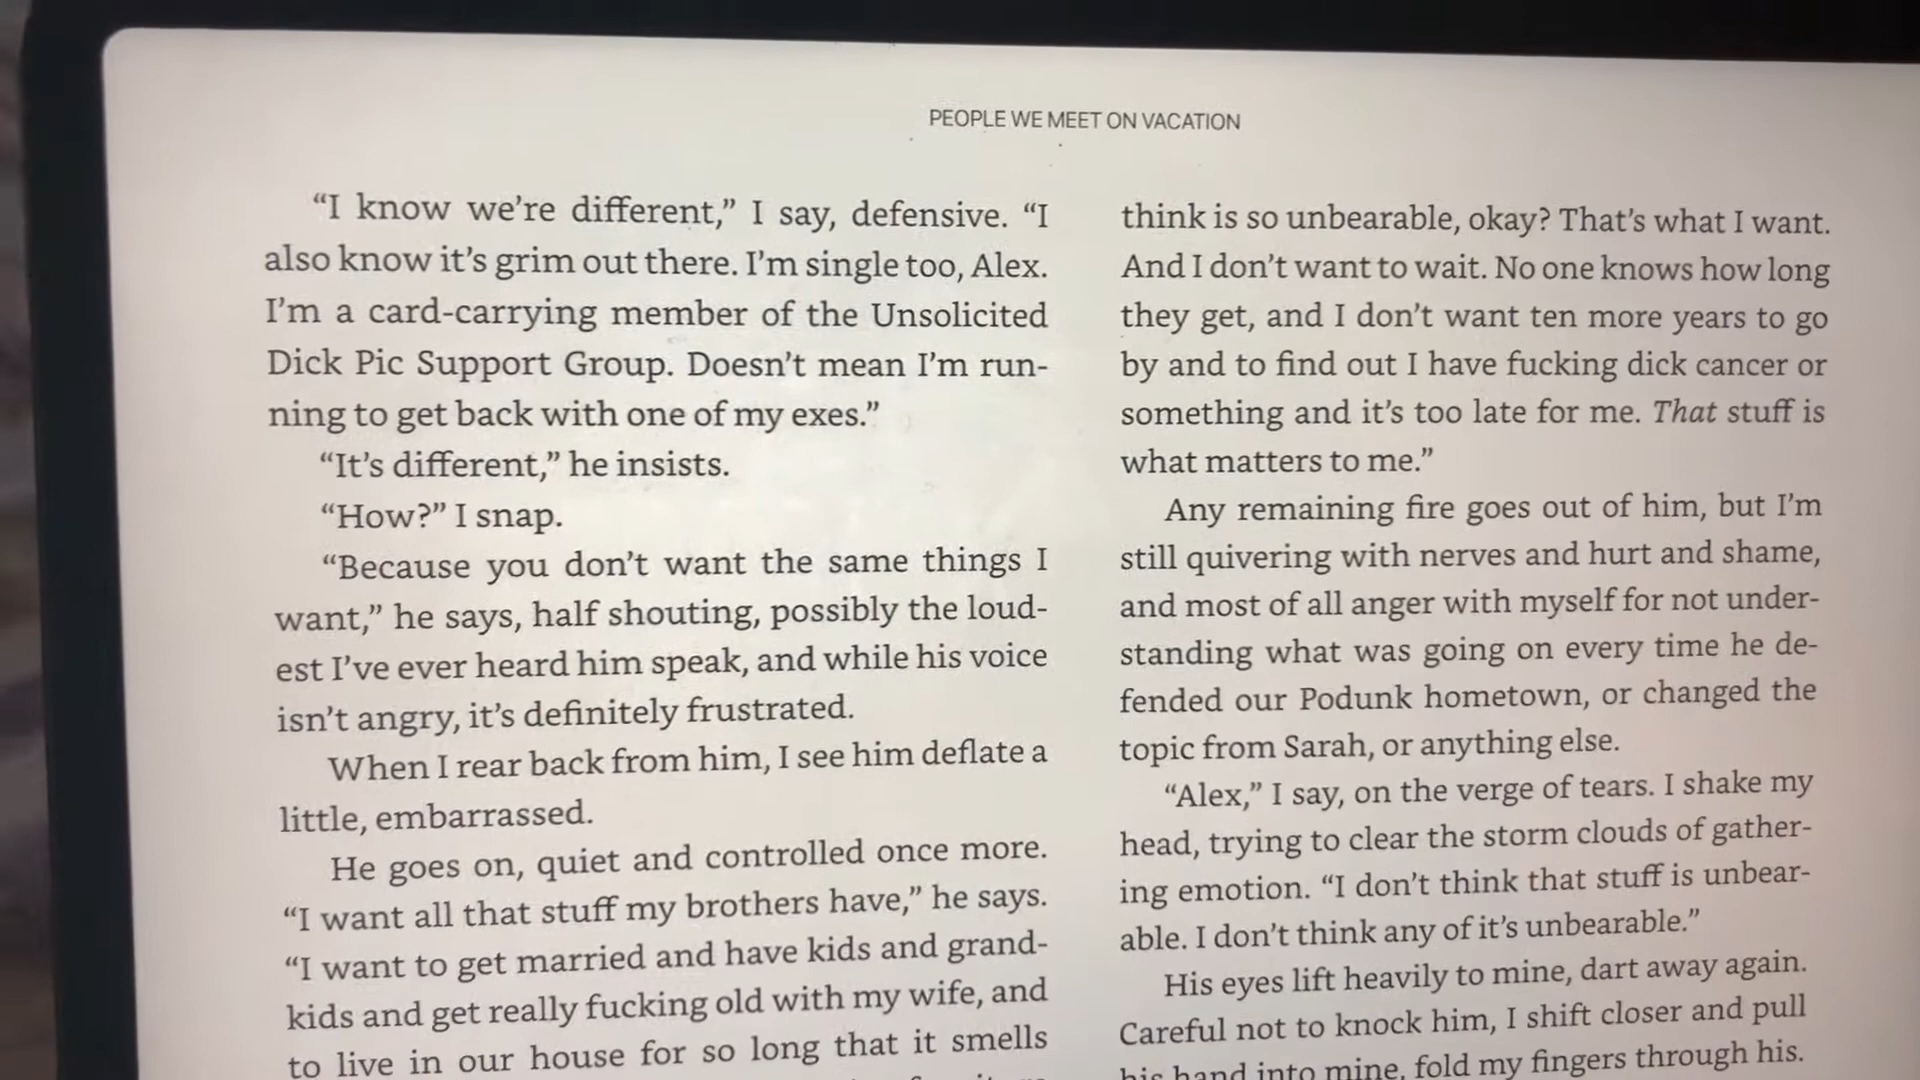 PEOPLE WE MEET ON VACATION
“I know we’re different,” I say, defensive. “I
also know it’s grim out there. I’m single too, Alex.
I’m a card-carrying member of the Unsolicited
Dick Pic Support Group. Doesn’t mean I’m run-
ning to get back with one of my exes.”
“It’s different,” he insists.
“How?” I snap.
“Because you don’t want the same things I
want,” he says, half shouting, possibly the loud-
est I’ve ever heard him speak, and while his voice
isn’t angry, it’s definitely frustrated.
When I rear back from him, I see him deflate a
little, embarrassed.
He goes on, quiet and controlled once more.
“I want all that stuff my brothers have,” he says.
“I want to get married and have kids and grand-
kids and get really fucking old with my wife, and
to live in our house for so long that it smells
think is so unbearable, okay? That’s what I want.
And I don’t want to wait. No one knows how long
they get, and I don’t want ten more years to go
by and to find out I have fucking dick cancer or
something and it’s too late for me. That stuff is
what matters to me.”
Any remaining fire goes out of him, but I’m
still quivering with nerves and hurt and shame,
and most of all anger with myself for not under-
standing what was going on every time he de-
fended our Podunk hometown, or changed the
topic from Sarah, or anything else.
“Alex,” I say, on the verge of tears. I shake my
head, trying to clear the storm clouds of gather-
ing emotion. “I don’t think that stuff is unbear-
able. I don’t think any of it’s unbearable.”
His eyes lift heavily to mine, dart away again.
Careful not to knock him, I shift closer and pull
his hand into mine, fold my fingers through his.